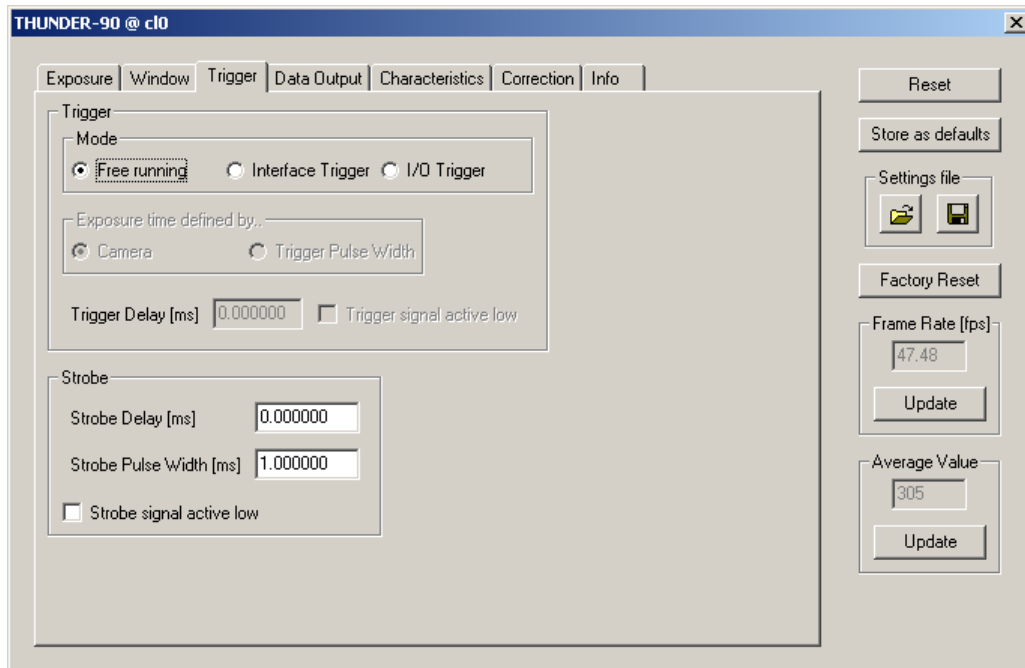 THUNDER-90 @ cl0
Exposure Window Trigger Data Output Characteristics Correction Info
Trigger
Mode
Free running Interface Trigger I/O Trigger
Exposure time defined by..
Camera Trigger Pulse Width
Trigger Delay [ms] 0.000000 Trigger signal active low
Strobe
Strobe Delay [ms] 0.000000
Strobe Pulse Width [ms] 1.000000
Strobe signal active low
Reset
Store as defaults
Settings file
Factory Reset
Frame Rate [fps]
47.48
Update
Average Value
305
Update